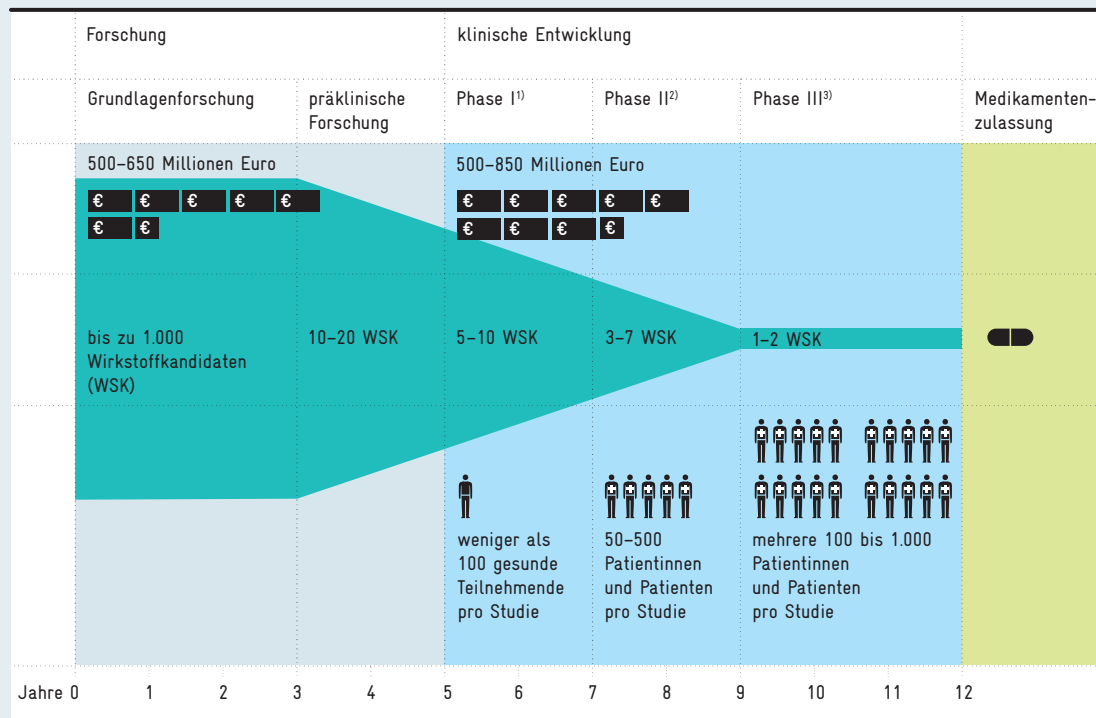 Forschung
klinische Entwicklung
Grundlagenforschung
präklinische
Forschung
Phase I¹⁾
Phase II²⁾
Phase III³⁾
Medikamenten-
zulassung
500–650 Millionen Euro
€ € € € €
€ €
500–850 Millionen Euro
€ € € € €
€ € € €
bis zu 1.000
Wirkstoffkandidaten
(WSK)
10–20 WSK
5–10 WSK
3–7 WSK
1–2 WSK
weniger als
100 gesunde
Teilnehmende
pro Studie
50–500
Patientinnen
und Patienten
pro Studie
mehrere 100 bis 1.000
Patientinnen
und Patienten
pro Studie
Jahre 0 1 2 3 4 5 6 7 8 9 10 11 12